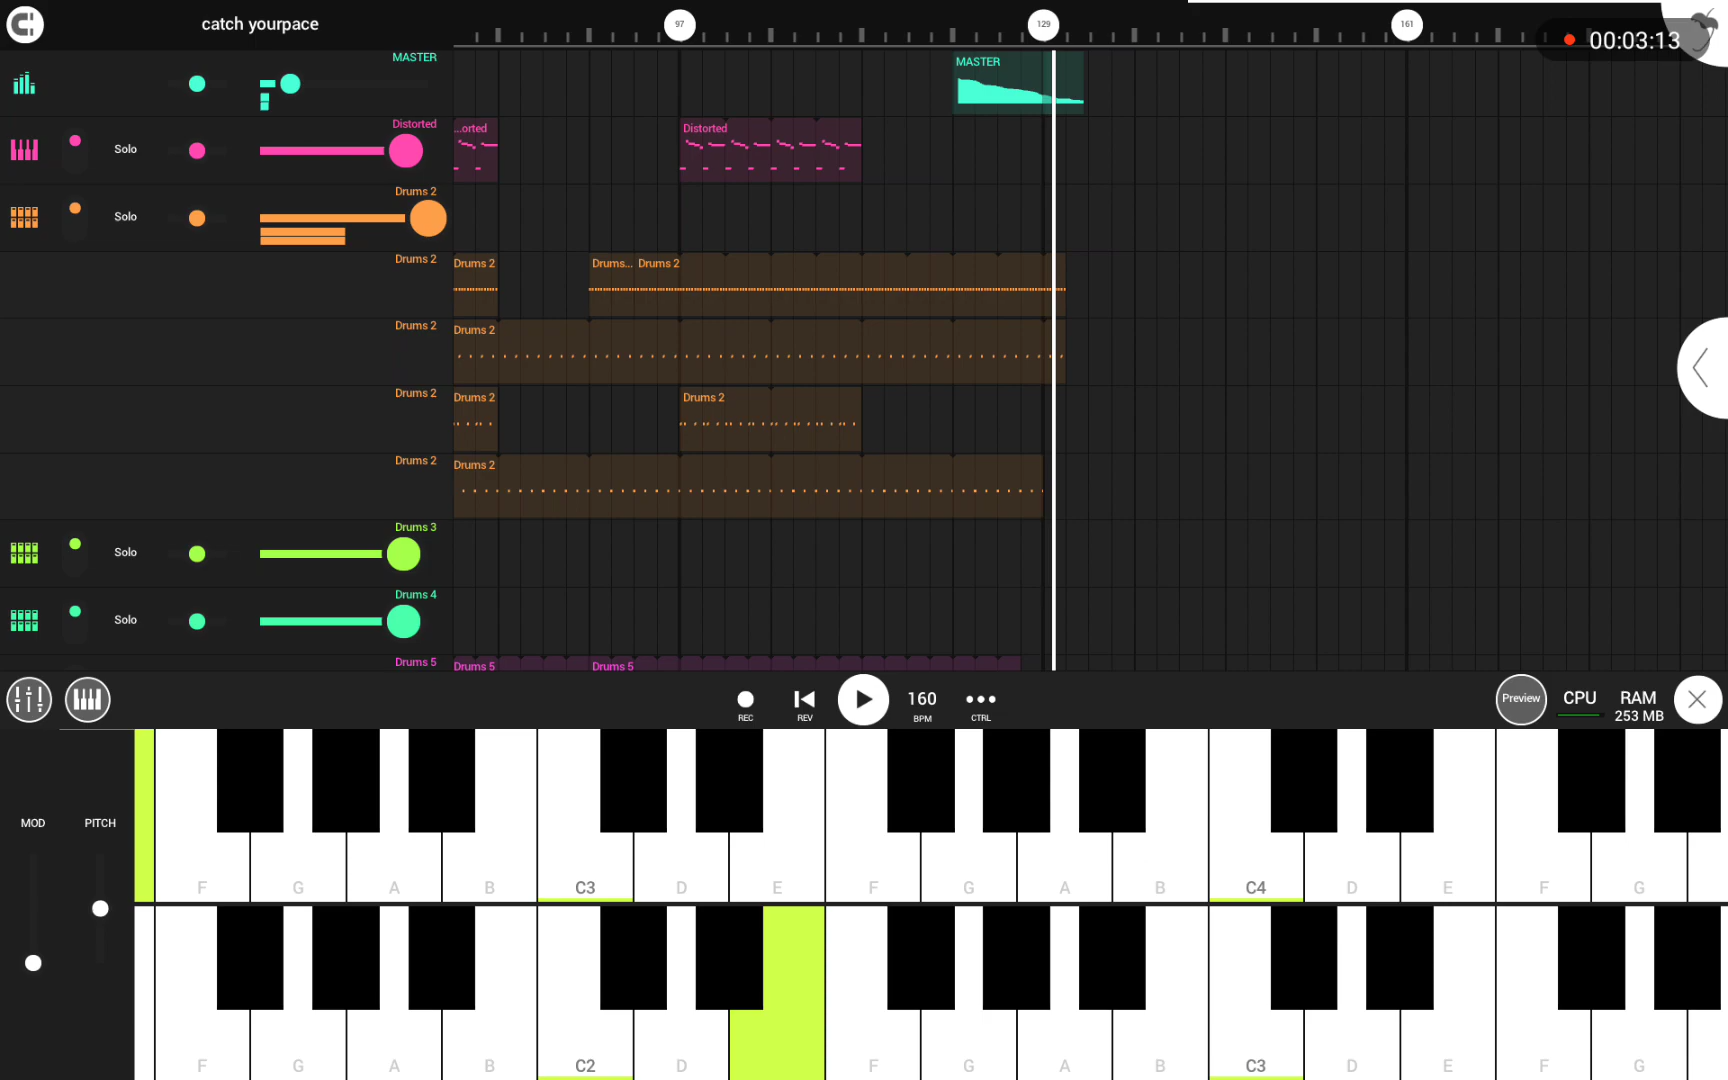 catch yourpace
97
129
161
00:03:13
MASTER
MASTER
Distorted
Solo
...orted
Distorted
Drums 2
Solo
Drums 2
Drums 2
Drums... Drums 2
Drums 2
Drums 2
Drums 2
Drums 2
Drums 2
Drums 2
Drums 2
Drums 3
Solo
Drums 4
Solo
Drums 5
Drums 5
Drums 5
REC
REV
160
BPM
CTRL
Preview
CPU
RAM
253 MB
MOD
PITCH
F G A B C3 D E F G A B C4 D E F G
F G A B C2 D F G A B C3 D E F G